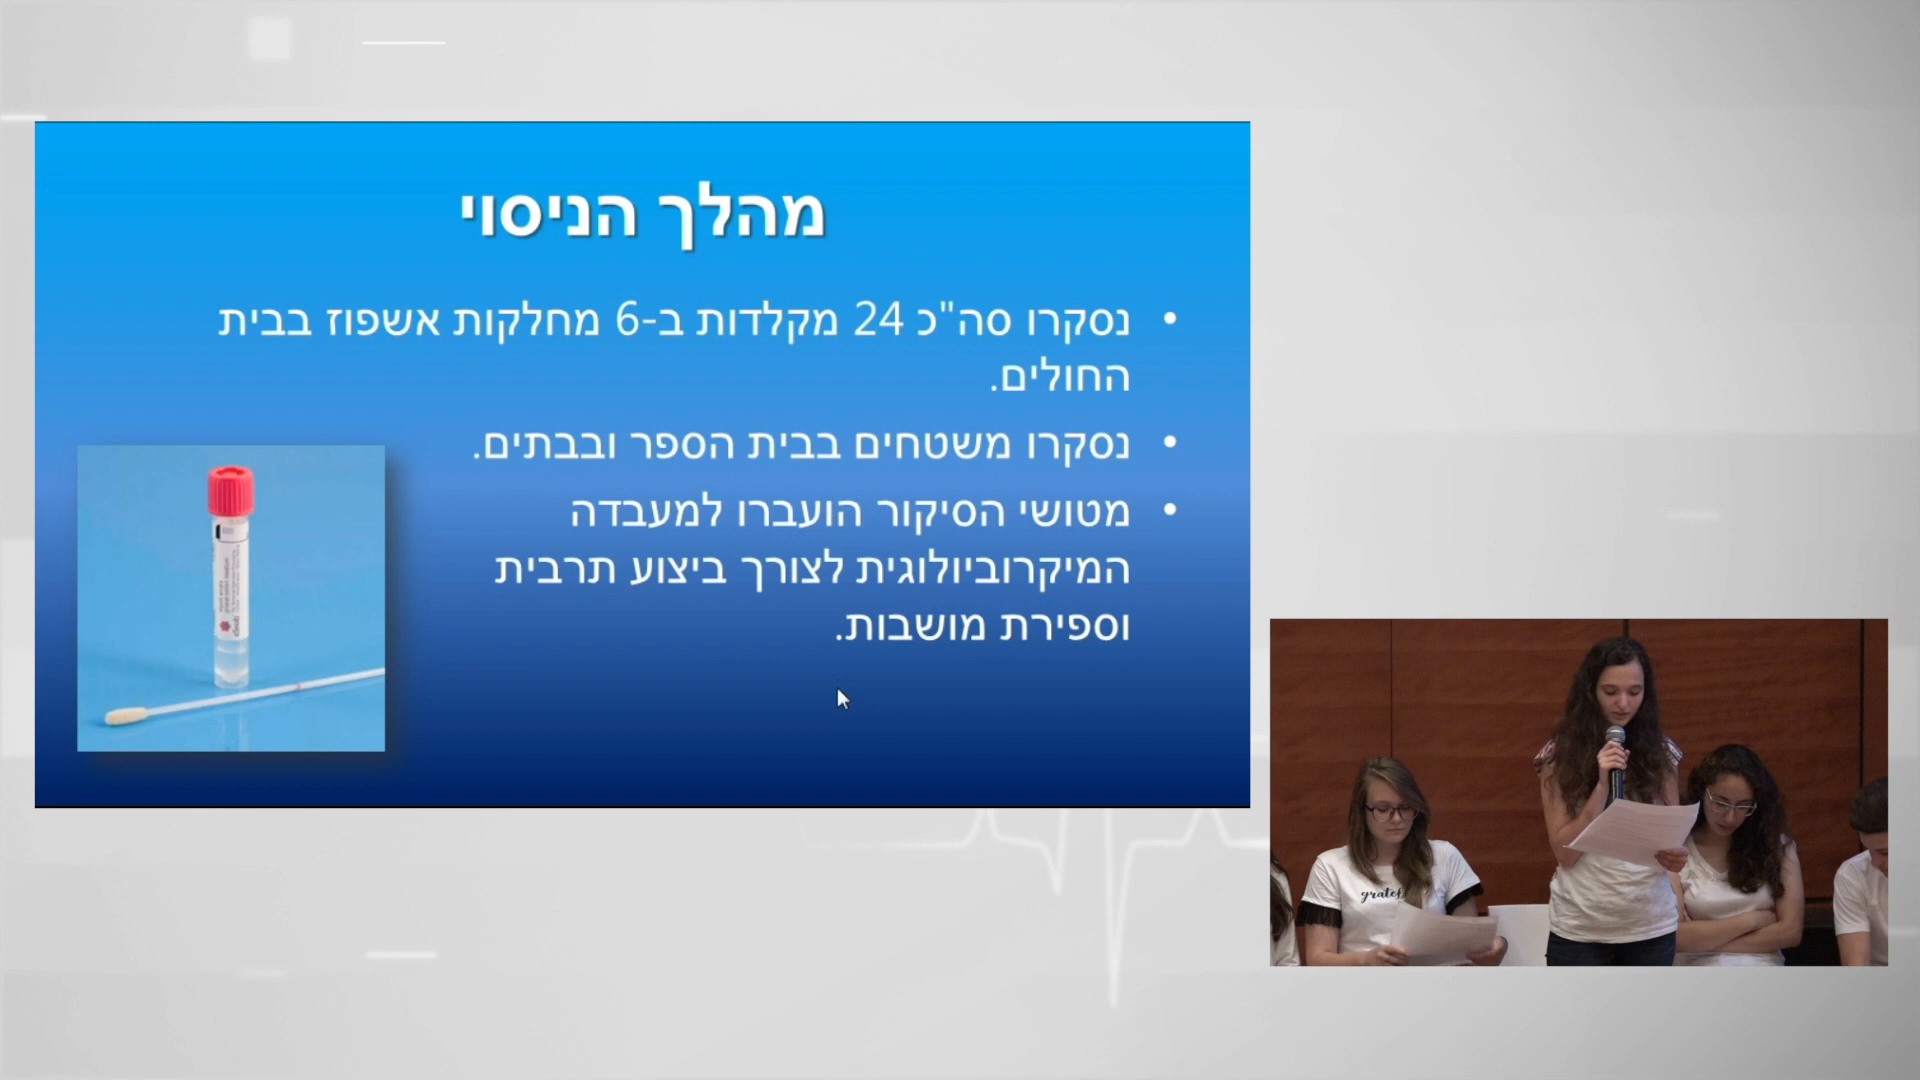 מהלך הניסוי
• נסקרו סה"כ 24 מקלדות ב-6 מחלקות אשפוז בבית
החולים.
• נסקרו משטחים בבית הספר ובבתים.
• מטושי הסיקור הועברו למעבדה
המיקרוביולוגית לצורך ביצוע תרבית
וספירת מושבות.